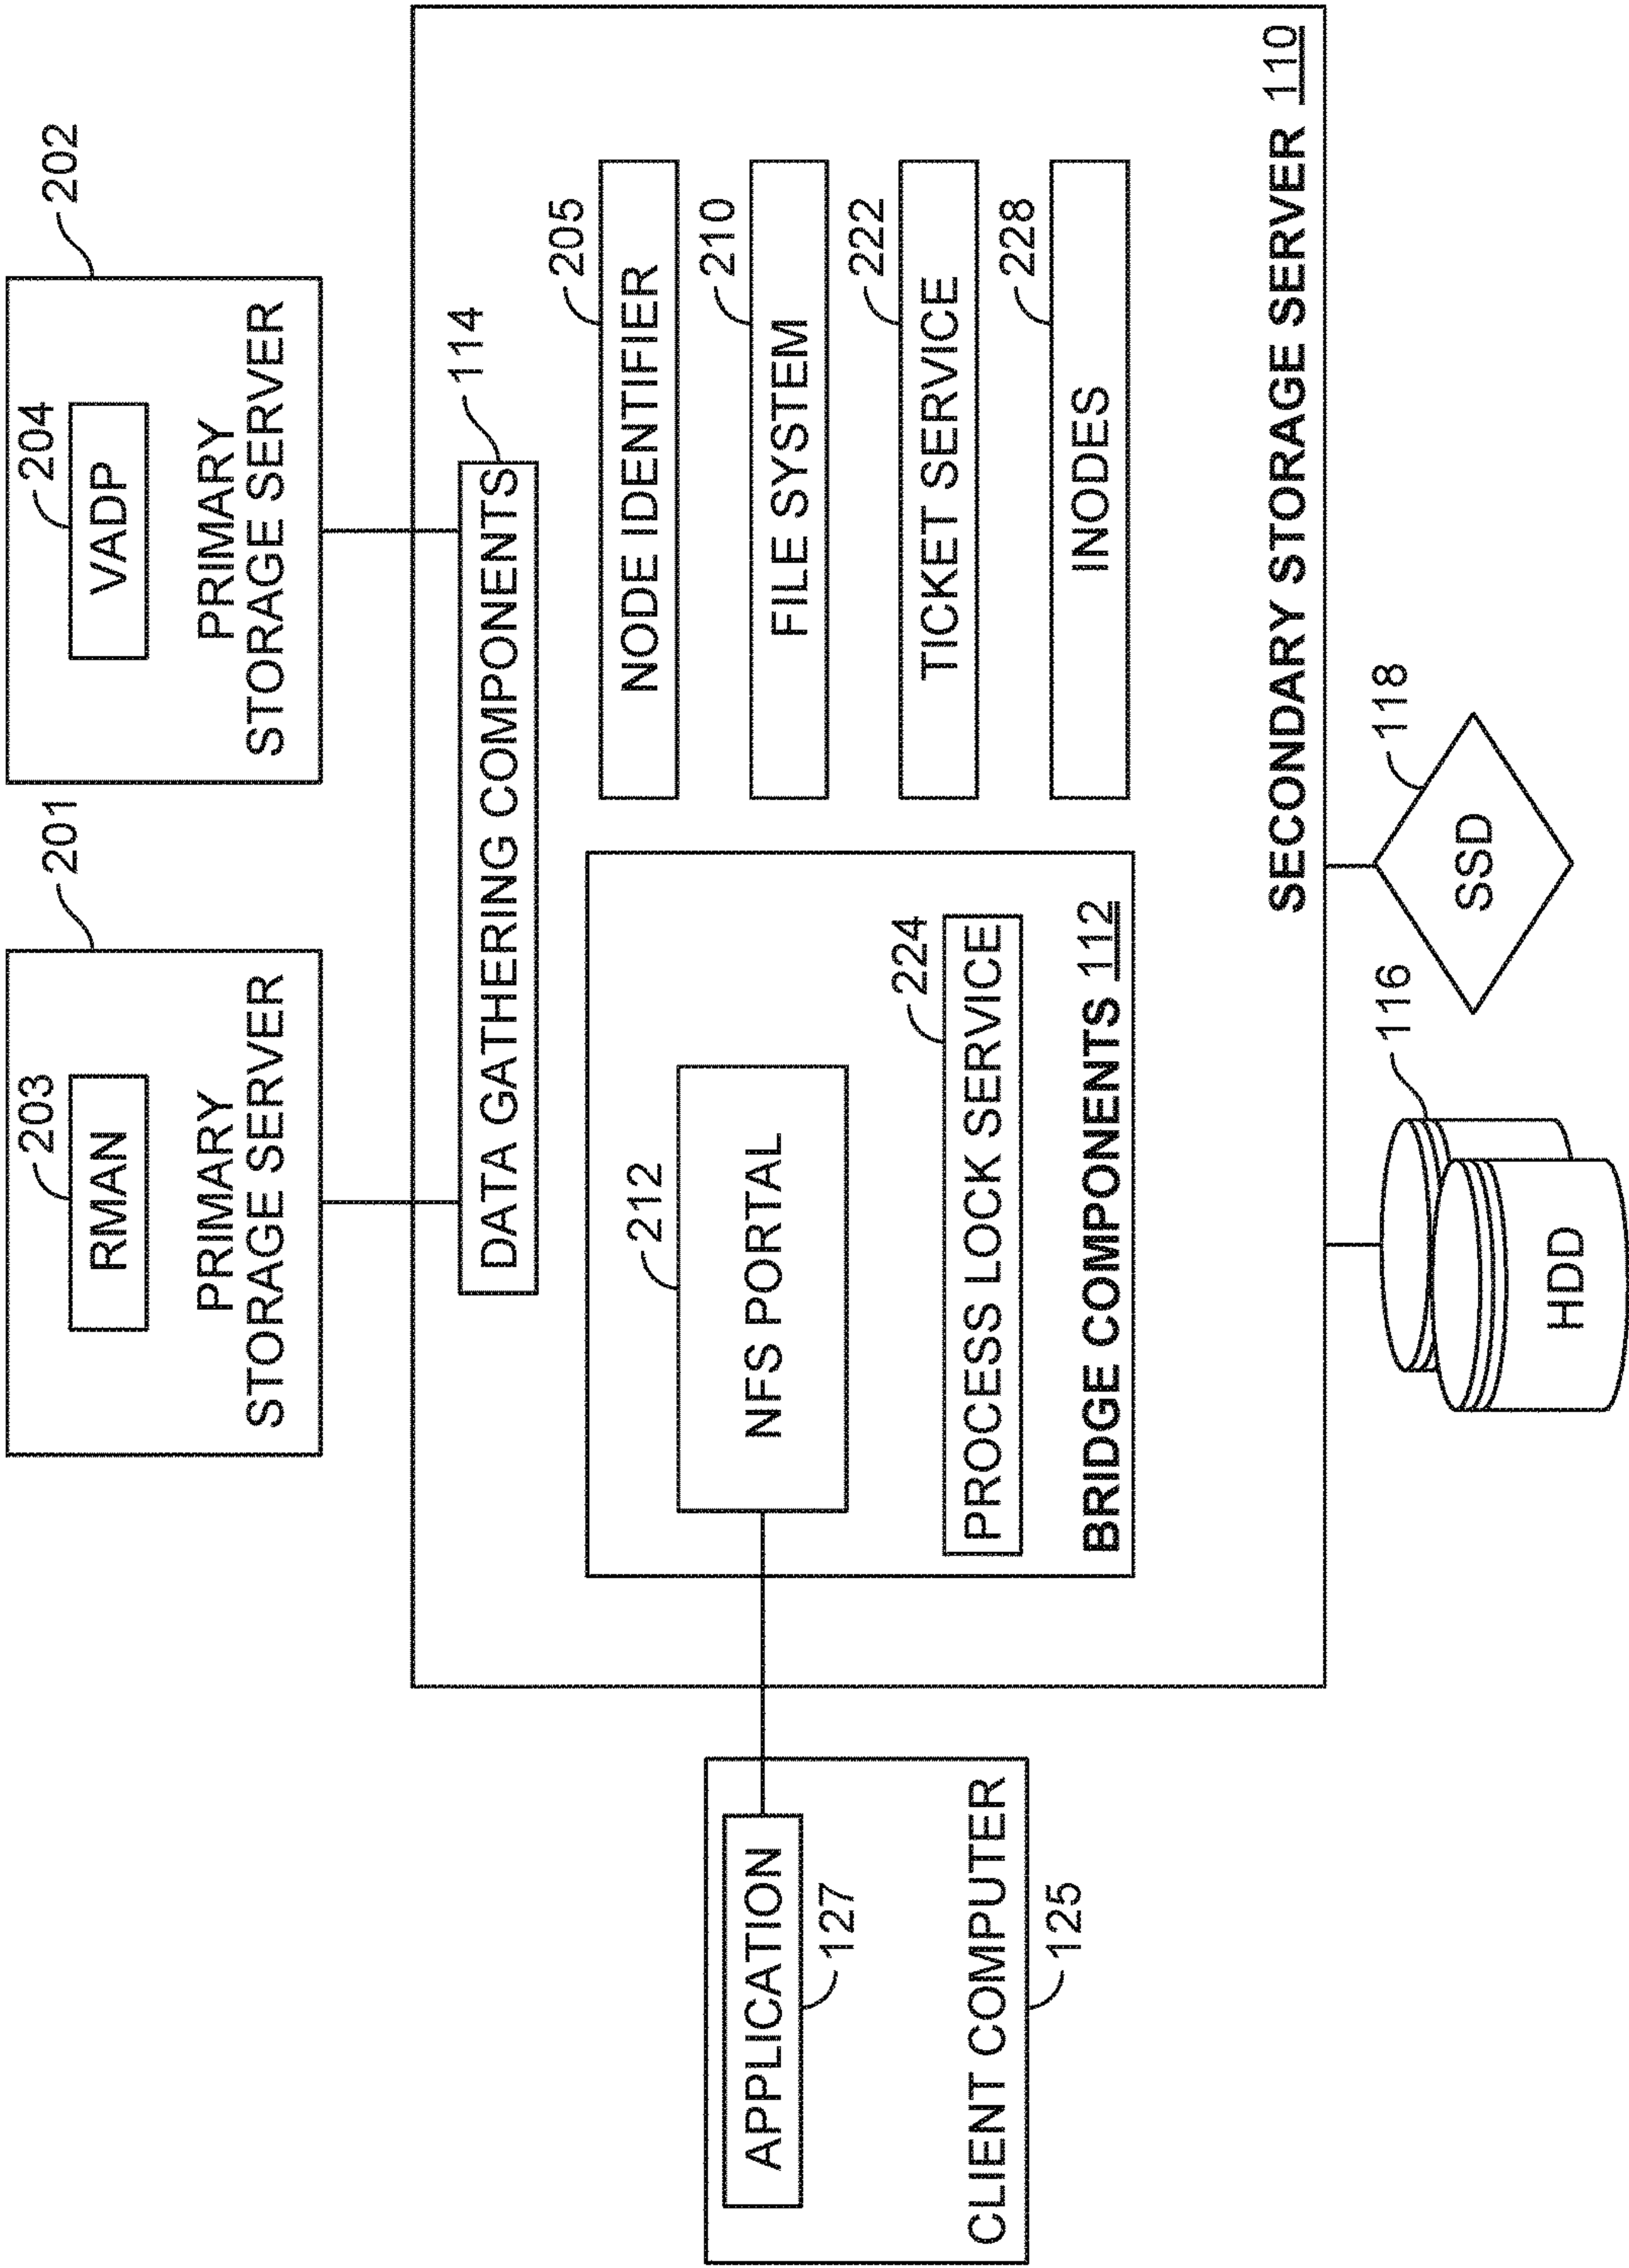 201
203
RMAN
PRIMARY
STORAGE SERVER
202
204
VADP
PRIMARY
STORAGE SERVER
114
DATA GATHERING COMPONENTS
APPLICATION
127
CLIENT COMPUTER
125
212
NFS PORTAL
224
PROCESS LOCK SERVICE
BRIDGE COMPONENTS 112
205
NODE IDENTIFIER
210
FILE SYSTEM
222
TICKET SERVICE
228
INODES
SECONDARY STORAGE SERVER 110
116
HDD
118
SSD